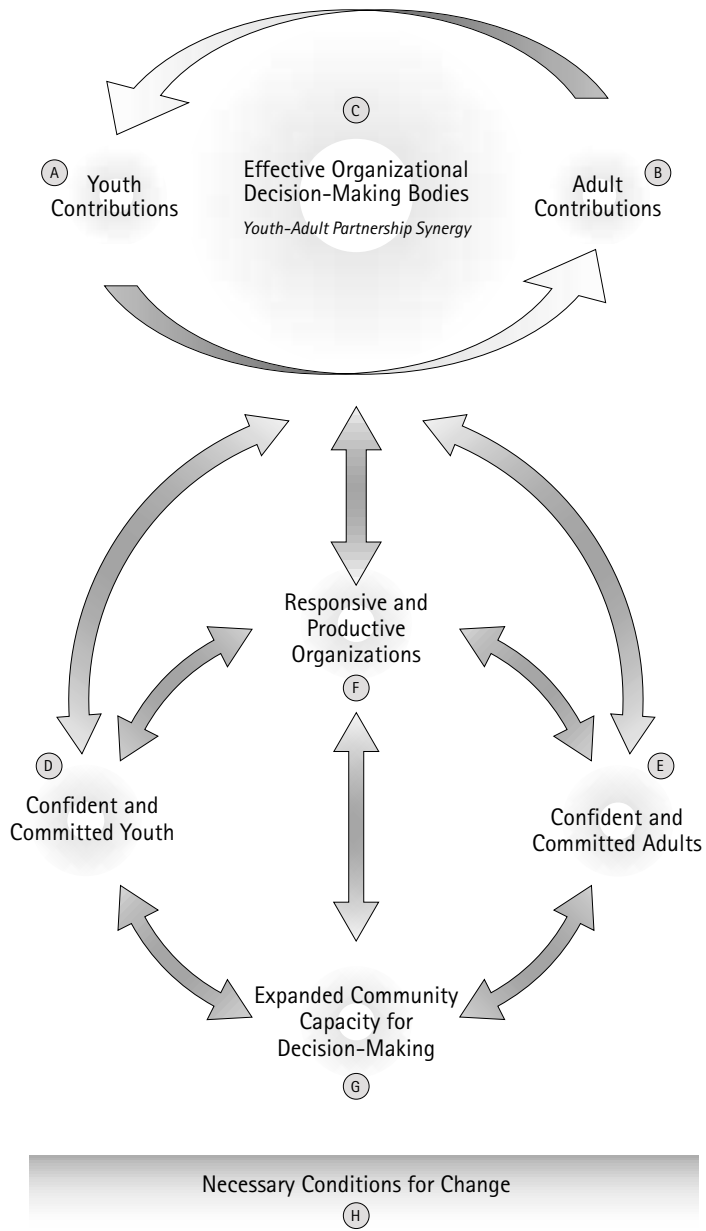 C
A
Youth
Contributions
Effective Organizational
Decision-Making Bodies
Youth-Adult Partnership Synergy
B
Adult
Contributions
Responsive and
Productive
Organizations
F
D
Confident and
Committed Youth
E
Confident and
Committed Adults
Expanded Community
Capacity for
Decision-Making
G
Necessary Conditions for Change
H